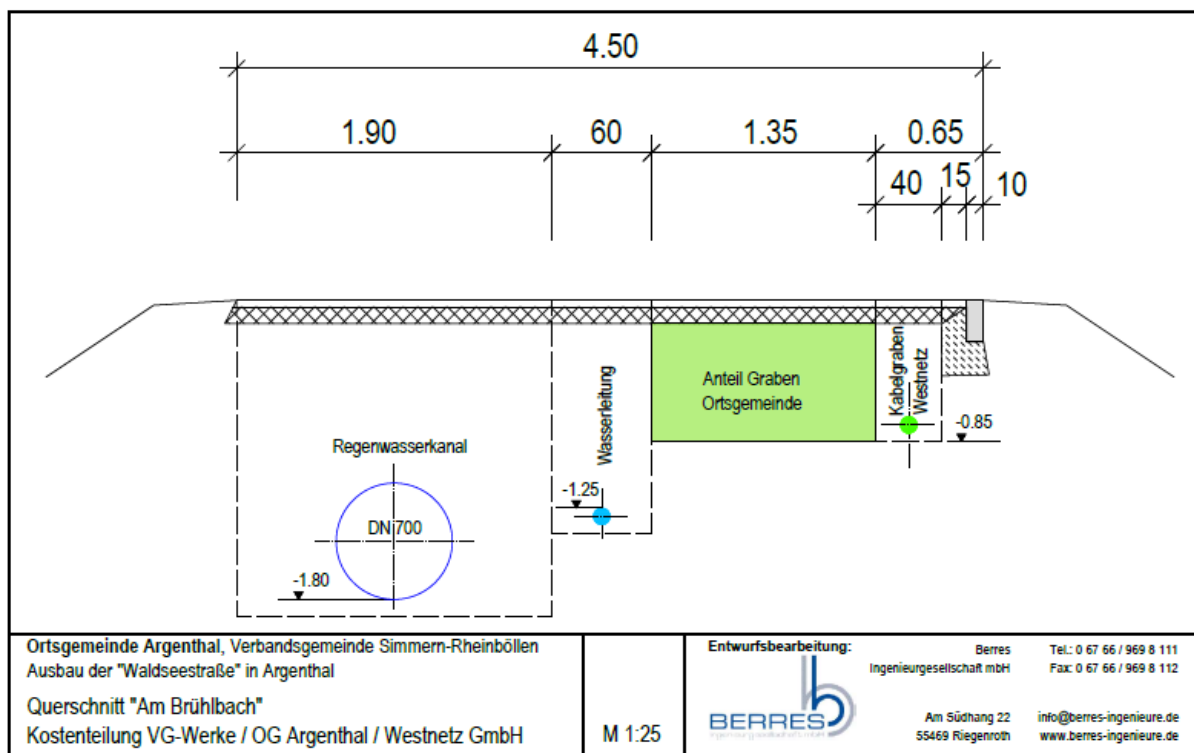 4.50
1.90 60 1.35 0.65
40 15 10
Kabelgraben
Westnetz
Anteil Graben
Ortsgemeinde
Wasserleitung
-0.85
Regenwasserkanal
-1.25
DN 700
-1.80
Ortsgemeinde Argenthal, Verbandsgemeinde Simmern-Rheinböllen
Ausbau der "Waldseestraße" in Argenthal
Querschnitt "Am Brühlbach"
Kostenteilung VG-Werke / OG Argenthal / Westnetz GmbH
M 1:25
Entwurfsbearbeitung:
BERRES
ingenieurgesellschaft mbH
Berres
Ingenieurgesellschaft mbH
Am Südhang 22
55469 Riegenroth
Tel.: 0 67 66 / 969 8 111
Fax: 0 67 66 / 969 8 112
info@berres-ingenieure.de
www.berres-ingenieure.de